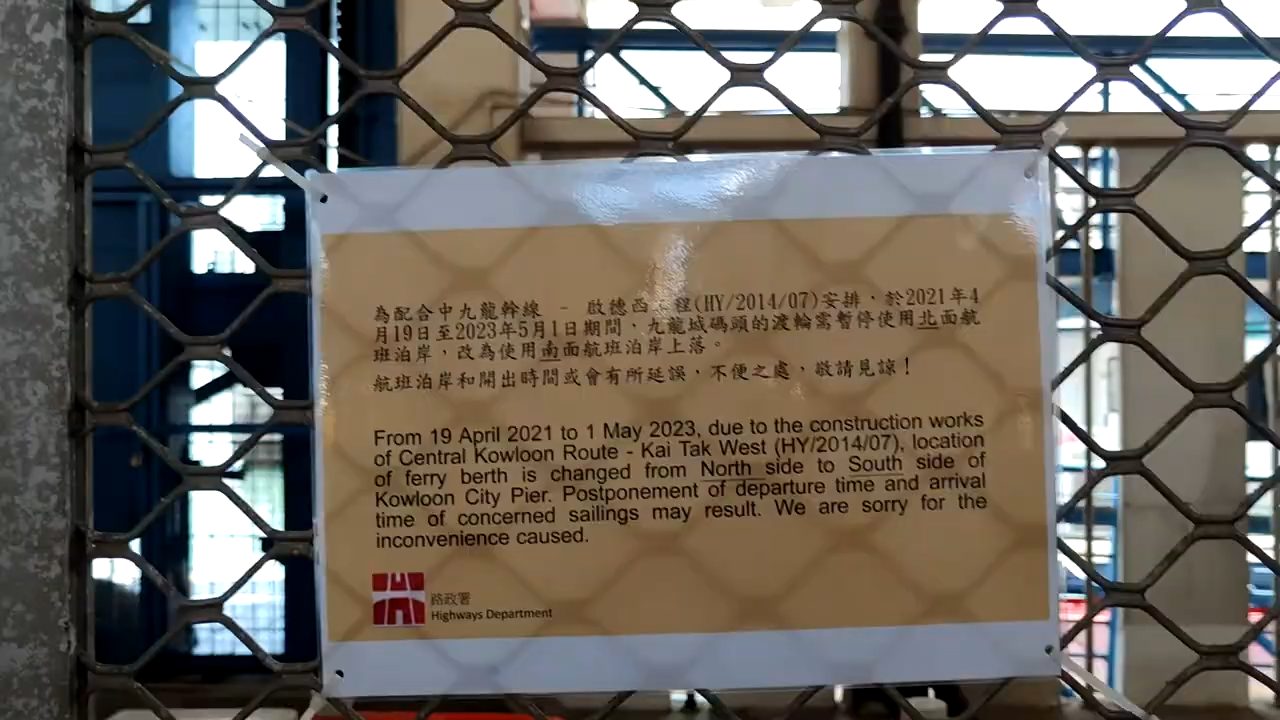 為配合中九龍幹線 - 啟德西工程(HY/2014/07)安排，於2021年4
月19日至2023年5月1日期間，九龍城碼頭的渡輪需暫停使用北面航
班泊岸，改為使用南面航班泊岸上落。
航班泊岸和開出時間或會有所延誤，不便之處，敬請見諒！
From 19 April 2021 to 1 May 2023, due to the construction works
of Central Kowloon Route - Kai Tak West (HY/2014/07), location
of ferry berth is changed from North side to South side of
Kowloon City Pier. Postponement of departure time and arrival
time of concerned sailings may result. We are sorry for the
inconvenience caused.
路政署
Highways Department